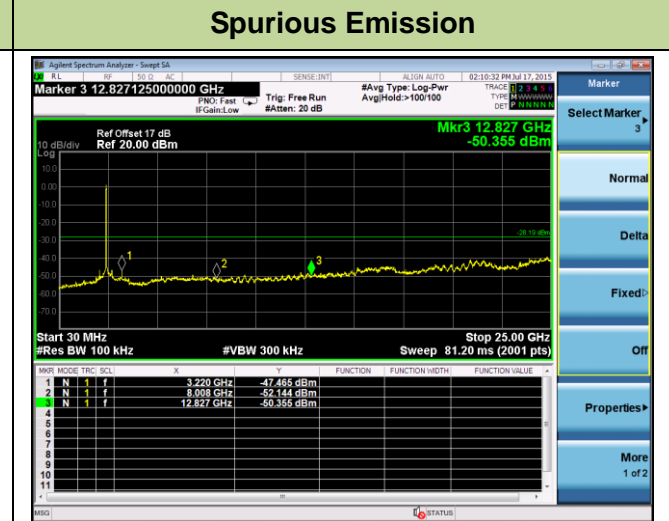 Spurious Emission
Agilent Spectrum Analyzer - Swept SA
RL RF 50 Ω AC SENSE:INT ALIGN AUTO 02:10:32 PM Jul 17, 2015
Marker 3 12.827125000000 GHz
PNO: Fast
IFGain:Low
Trig: Free Run
#Atten: 20 dB
#Avg Type: Log-Pwr
Avg|Hold:>100/100
TRACE 1 2 3 4 5 6
TYPE M WWWWW
DET P NNNNN
Mkr3 12.827 GHz
-50.355 dBm
Ref Offset 17 dB
10 dB/div Ref 20.00 dBm
Log
10.0
0.00
-10.0
-20.0
-28.19 dBm
-30.0
-40.0
-50.0
-60.0
-70.0
1
2
3
Start 30 MHz Stop 25.00 GHz
#Res BW 100 kHz #VBW 300 kHz Sweep 81.20 ms (2001 pts)
MKR MODE TRC SCL X Y FUNCTION FUNCTION WIDTH FUNCTION VALUE
1 N 1 f 3.220 GHz -47.465 dBm
2 N 1 f 8.008 GHz -52.144 dBm
3 N 1 f 12.827 GHz -50.355 dBm
4
5
6
7
8
9
10
11
MSG STATUS
Marker
Select Marker
3
Normal
Delta
Fixed
Off
Properties
More
1 of 2